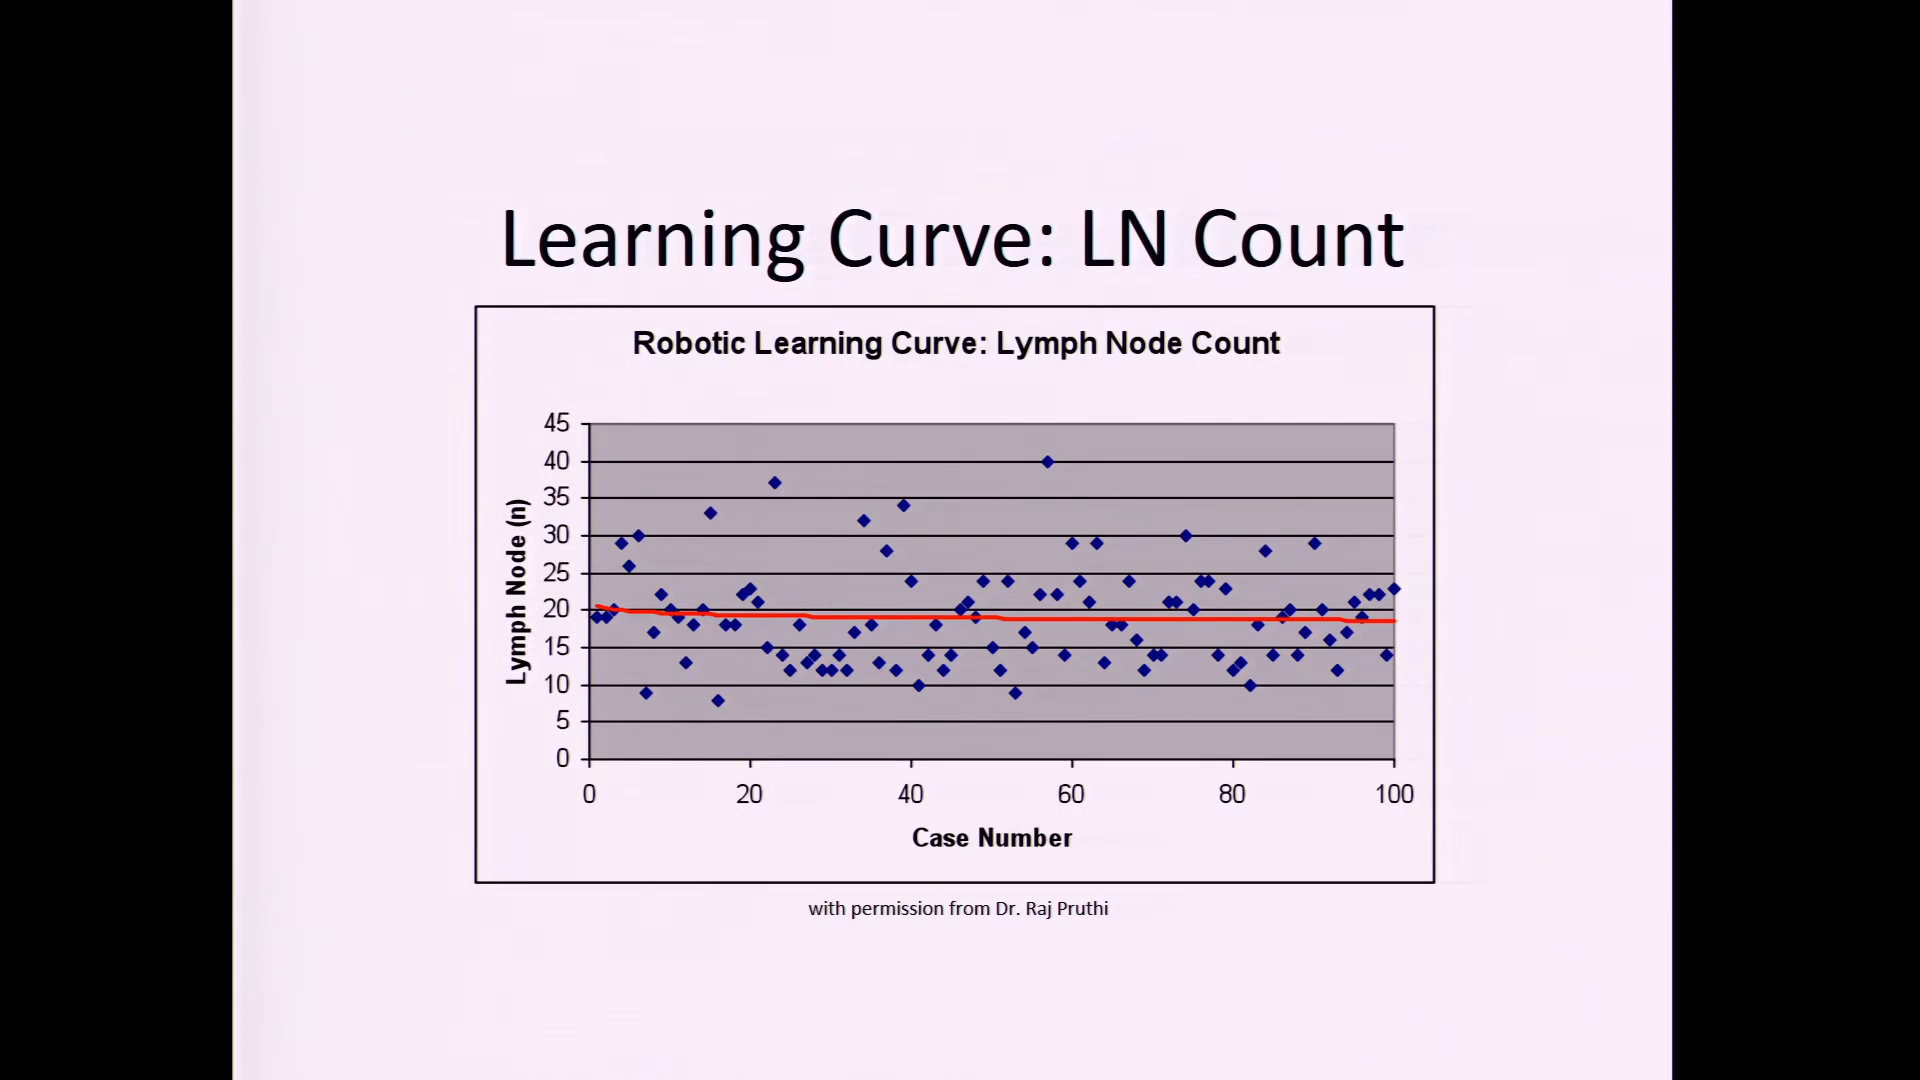 Learning Curve: LN Count
Robotic Learning Curve: Lymph Node Count
Lymph Node (n)
45
40
35
30
25
20
15
10
5
0
0 20 40 60 80 100
Case Number
with permission from Dr. Raj Pruthi